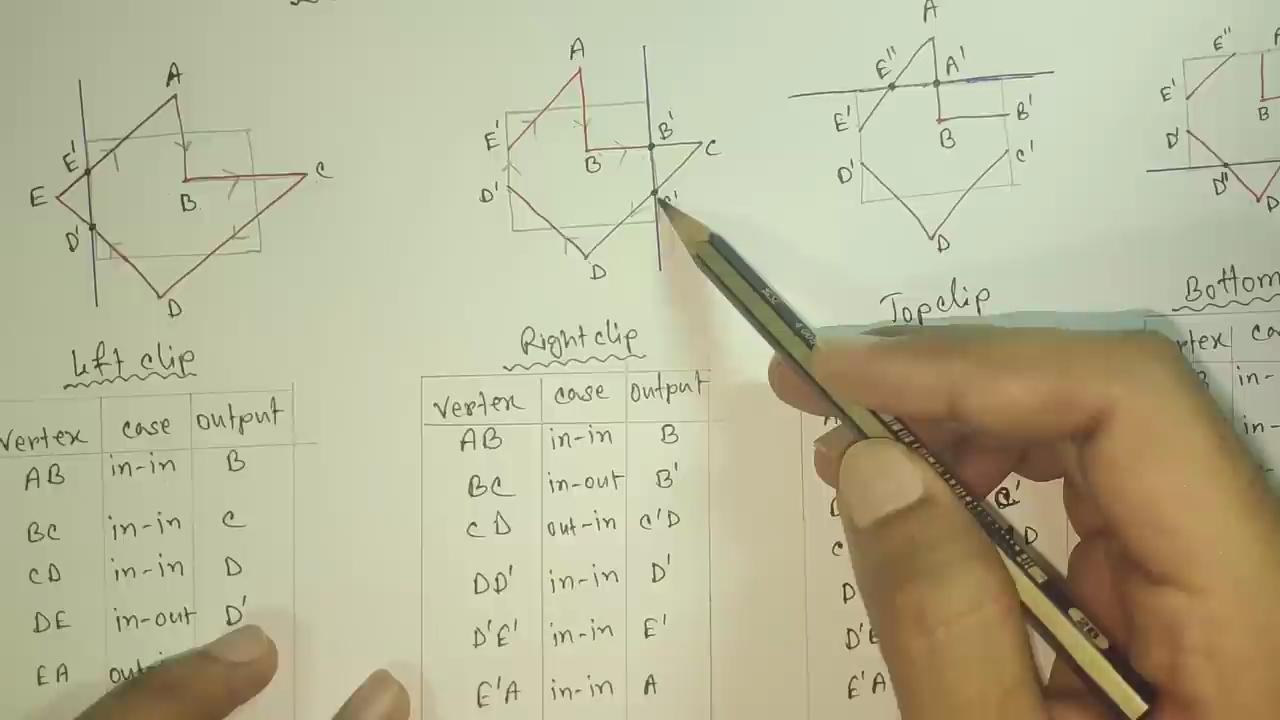 A
E'
E
D'
B
C
D
Left clip
Vertex case output
AB in-in B
BC in-in C
CD in-in D
DE in-out D'
EA
A
E'
D'
B
B'
C
D
Right clip
Vertex case output
AB in-in B
BC in-out B'
CD out-in C'D
DD' in-in D'
D'E' in-in E'
E'A in-in A
A
E"
A'
E'
B
B'
D'
C'
D
Top clip
D
E'A
E"
E'
B
D'
D"
D
Bottom
in-
in-